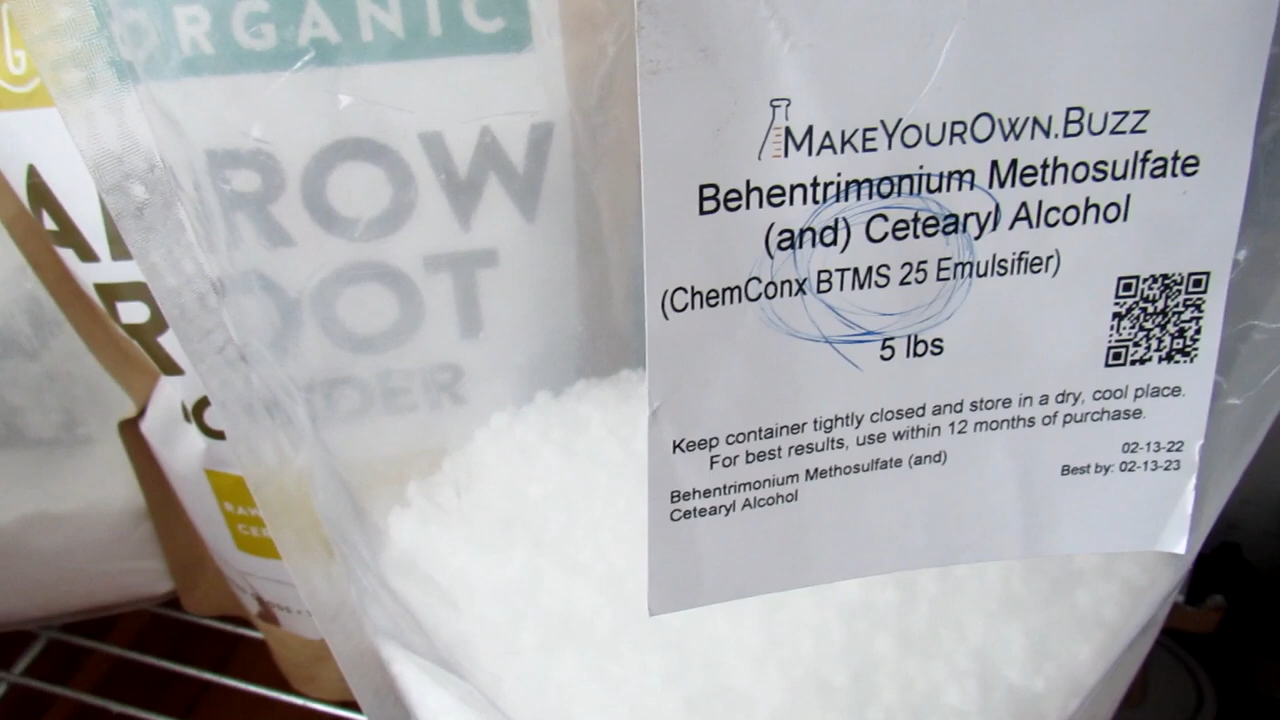 ORGANIC
ROW
OOT
MAKEYOUROWN.BUZZ
Behentrimonium Methosulfate
(and) Cetearyl Alcohol
(ChemConx BTMS 25 Emulsifier)
5 lbs
Keep container tightly closed and store in a dry, cool place.
For best results, use within 12 months of purchase.
02-13-22
Best by: 02-13-23
Behentrimonium Methosulfate (and)
Cetearyl Alcohol